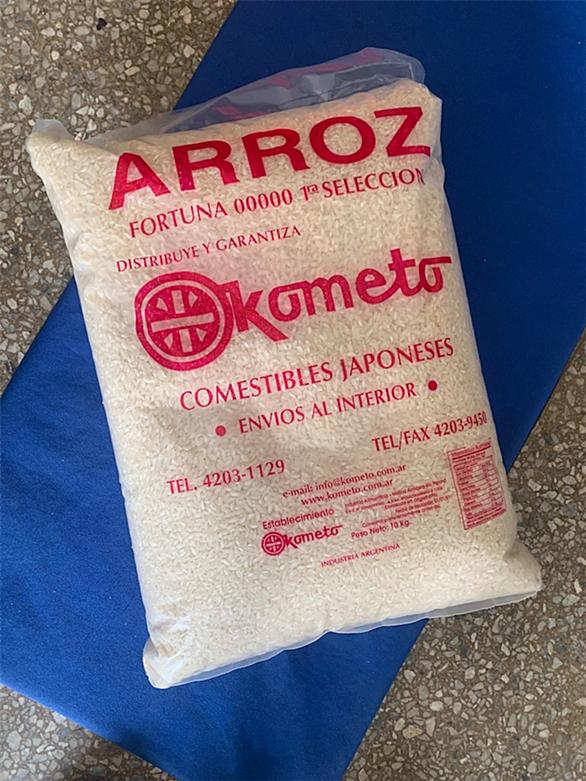 ARROZ
FORTUNA 00000 1ra SELECCION
DISTRIBUYE Y GARANTIZA
kometo
COMESTIBLES JAPONESES
• ENVIOS AL INTERIOR •
TEL. 4203-1129
TEL/FAX 4203-9450
e-mail: info@kometo.com.ar
www.kometo.com.ar
Establecimiento
kometo
Peso Neto: 10 Kg.
INDUSTRIA ARGENTINA